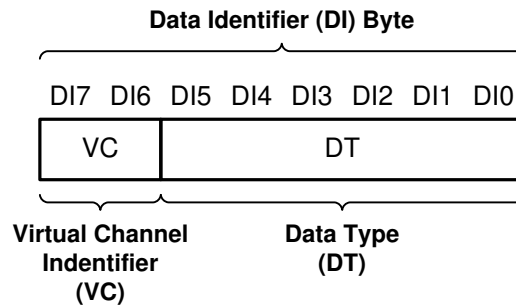 Data Identifier (DI) Byte
DI7 DI6 DI5 DI4 DI3 DI2 DI1 DI0
VC DT
Virtual Channel Data Type
Indentifier (DT)
(VC)